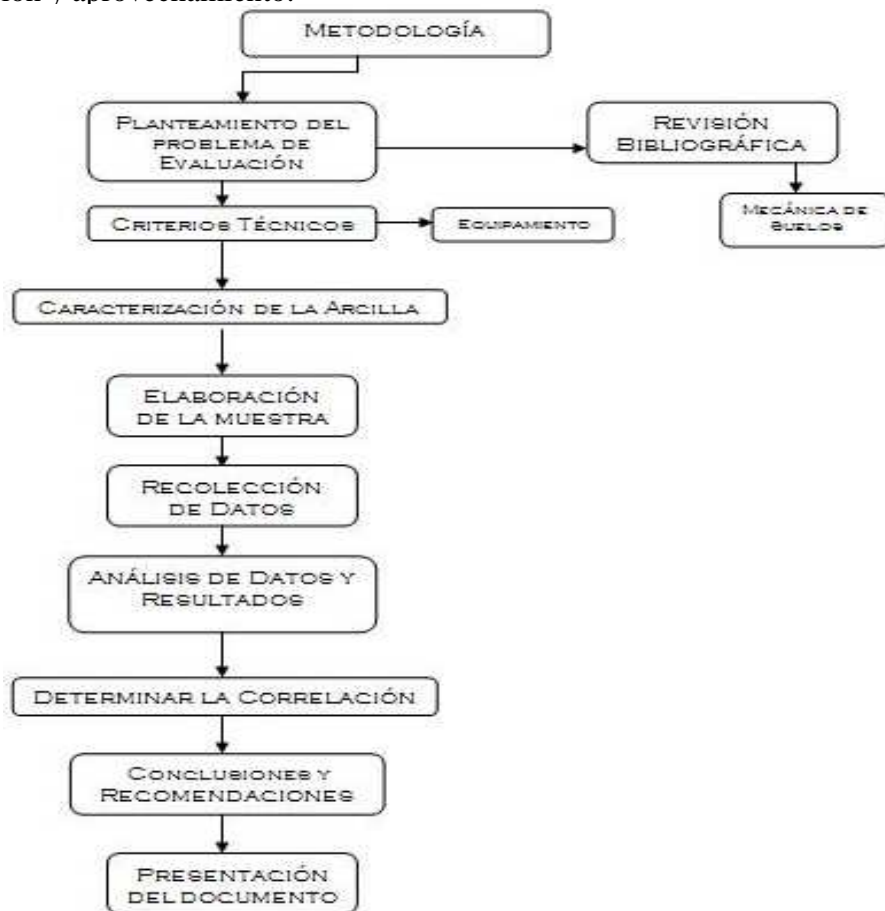 METODOLOGÍA
PLANTEAMIENTO DEL
PROBLEMA DE
EVALUACIÓN
REVISIÓN
BIBLIOGRÁFICA
MECÁNICA DE
SUELOS
CRITERIOS TÉCNICOS
EQUIPAMIENTO
CARACTERIZACIÓN DE LA ARCILLA
ELABORACIÓN
DE LA MUESTRA
RECOLECCIÓN
DE DATOS
ANÁLISIS DE DATOS Y
RESULTADOS
DETERMINAR LA CORRELACIÓN
CONCLUSIONES Y
RECOMENDACIONES
PRESENTACIÓN
DEL DOCUMENTO